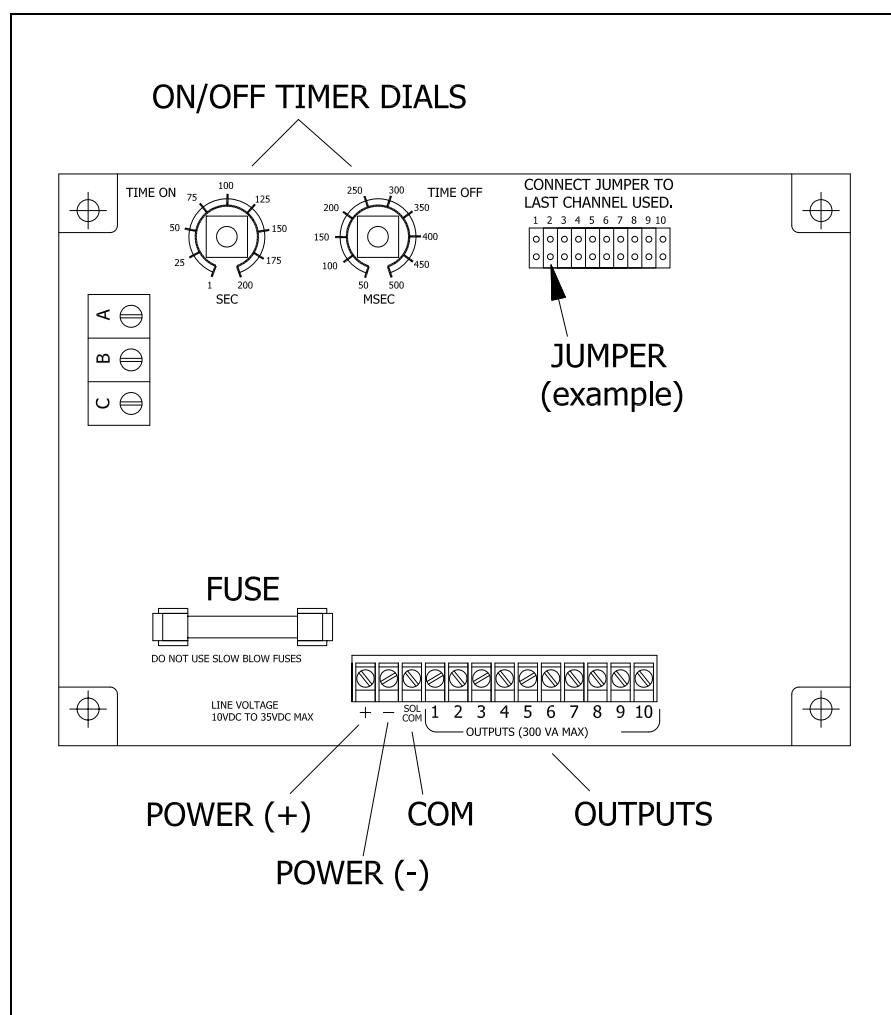 ON/OFF TIMER DIALS
TIME ON
1
25
50
75
100
125
150
175
200
SEC
TIME OFF
50
100
150
200
250
300
350
400
450
500
MSEC
CONNECT JUMPER TO
LAST CHANNEL USED.
1 2 3 4 5 6 7 8 9 10
JUMPER
(example)
A
B
C
FUSE
DO NOT USE SLOW BLOW FUSES
LINE VOLTAGE
10VDC TO 35VDC MAX
+ − SOL COM 1 2 3 4 5 6 7 8 9 10
OUTPUTS (300 VA MAX)
POWER (+)
COM
OUTPUTS
POWER (-)